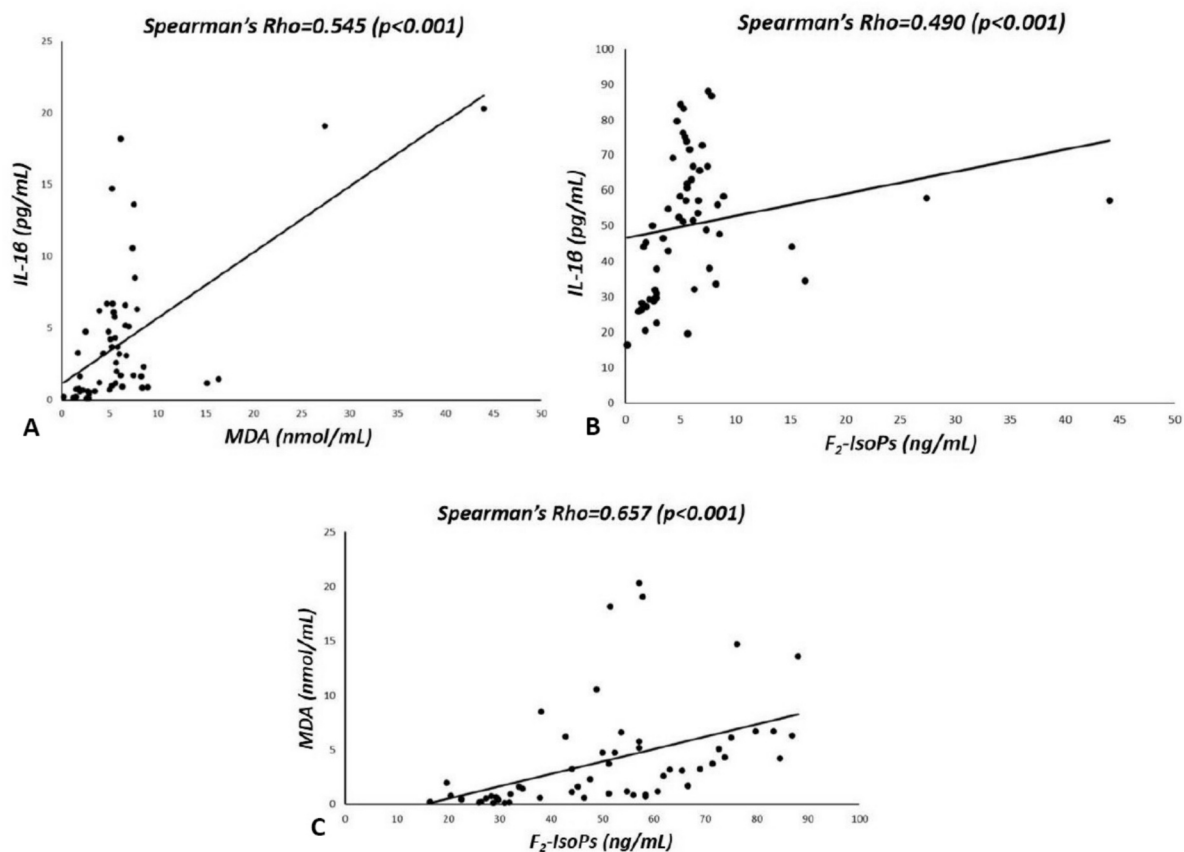 Spearman's Rho=0.545 (p<0.001)
25
20
15
10
5
0
IL-1β (pg/mL)
0 5 10 15 20 25 30 35 40 45 50
MDA (nmol/mL)
A
Spearman's Rho=0.490 (p<0.001)
100
90
80
70
60
50
40
30
20
10
0
IL-1β (pg/mL)
0 5 10 15 20 25 30 35 40 45 50
F₂-IsoPs (ng/mL)
B
Spearman's Rho=0.657 (p<0.001)
25
20
15
10
5
0
MDA (nmol/mL)
0 10 20 30 40 50 60 70 80 90 100
F₂-IsoPs (ng/mL)
C